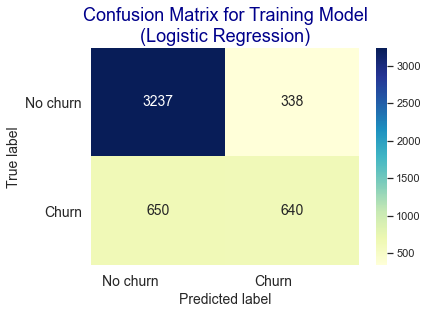 Confusion Matrix for Training Model
(Logistic Regression)
True label
No churn
Churn
3237
338
650
640
No churn
Churn
Predicted label
3000
2500
2000
1500
1000
500